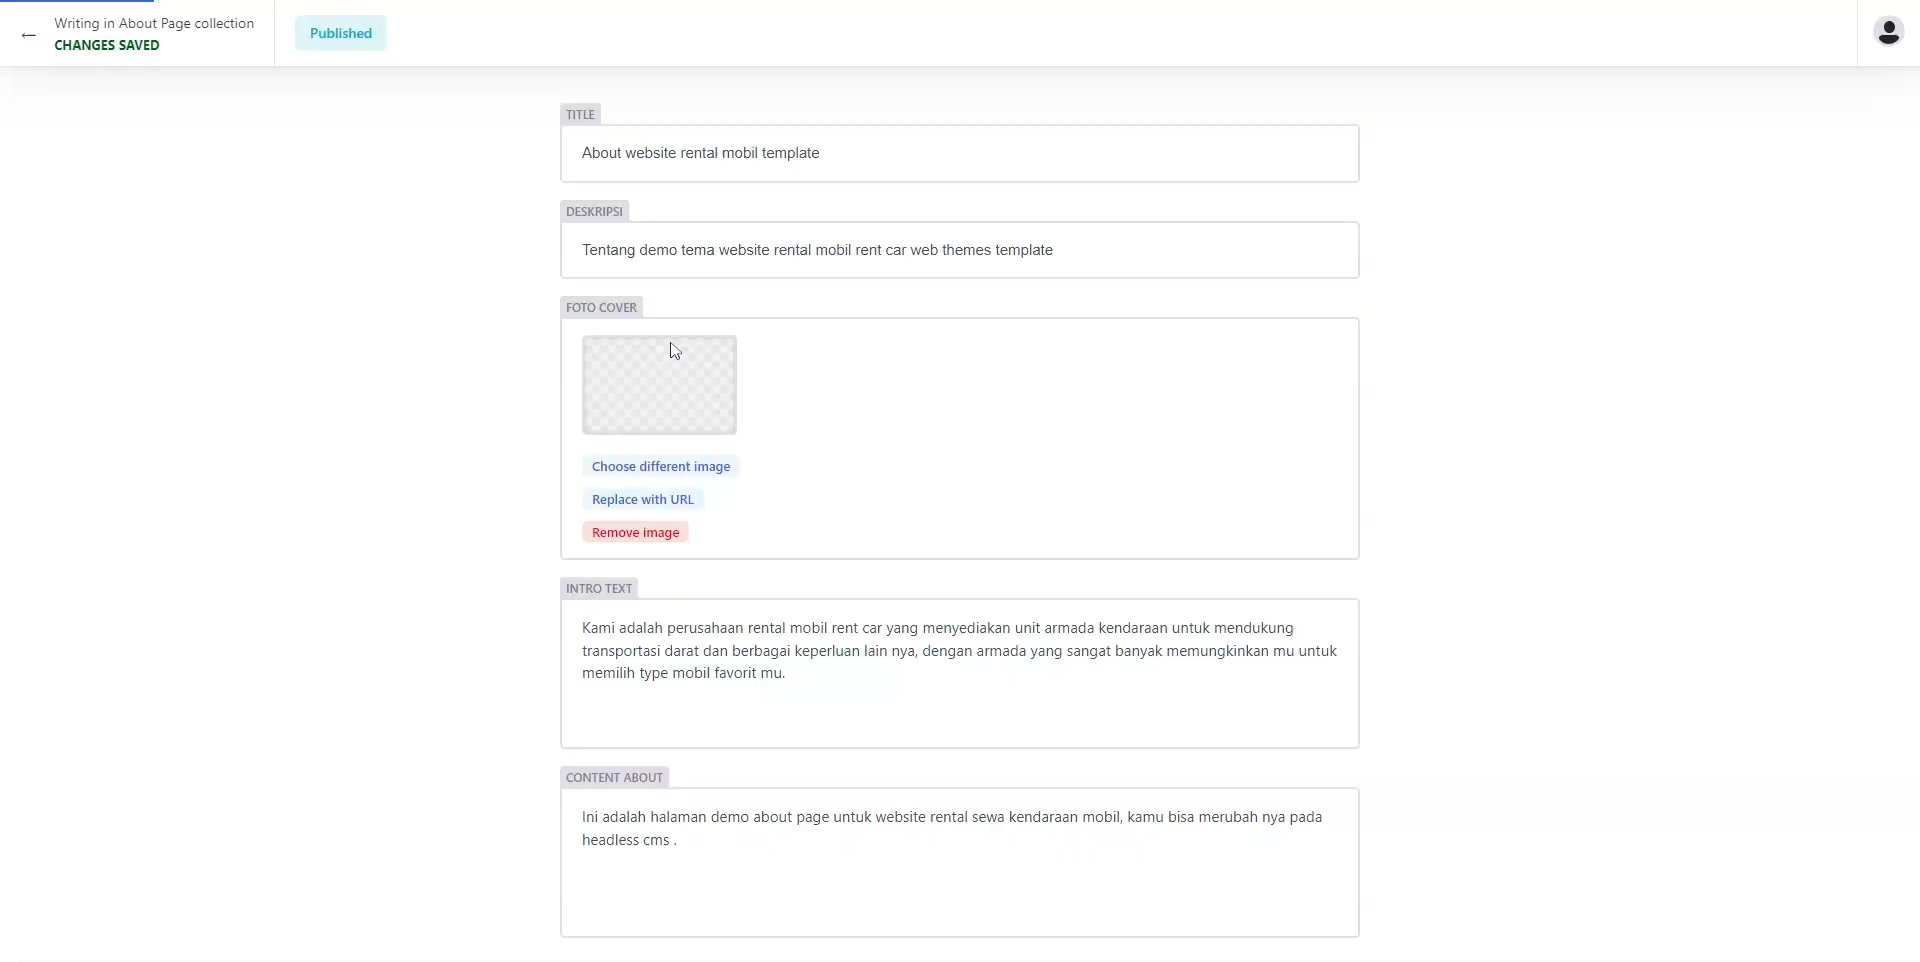 Writing in About Page collection
CHANGES SAVED
Published
TITLE
About website rental mobil template
DESKRIPSI
Tentang demo tema website rental mobil rent car web themes template
FOTO COVER
Choose different image
Replace with URL
Remove image
INTRO TEXT
Kami adalah perusahaan rental mobil rent car yang menyediakan unit armada kendaraan untuk mendukung
transportasi darat dan berbagai keperluan lain nya, dengan armada yang sangat banyak memungkinkan mu untuk
memilih type mobil favorit mu.
CONTENT ABOUT
Ini adalah halaman demo about page untuk website rental sewa kendaraan mobil, kamu bisa merubah nya pada
headless cms .